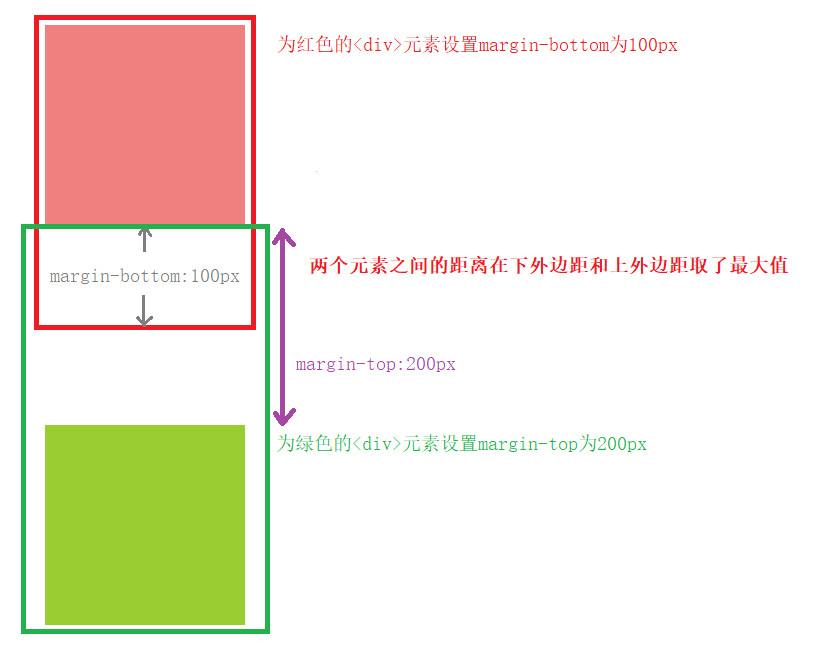 为红色的<div>元素设置margin-bottom为100px
两个元素之间的距离在下外边距和上外边距取了最大值
margin-bottom:100px
margin-top:200px
为绿色的<div>元素设置margin-top为200px